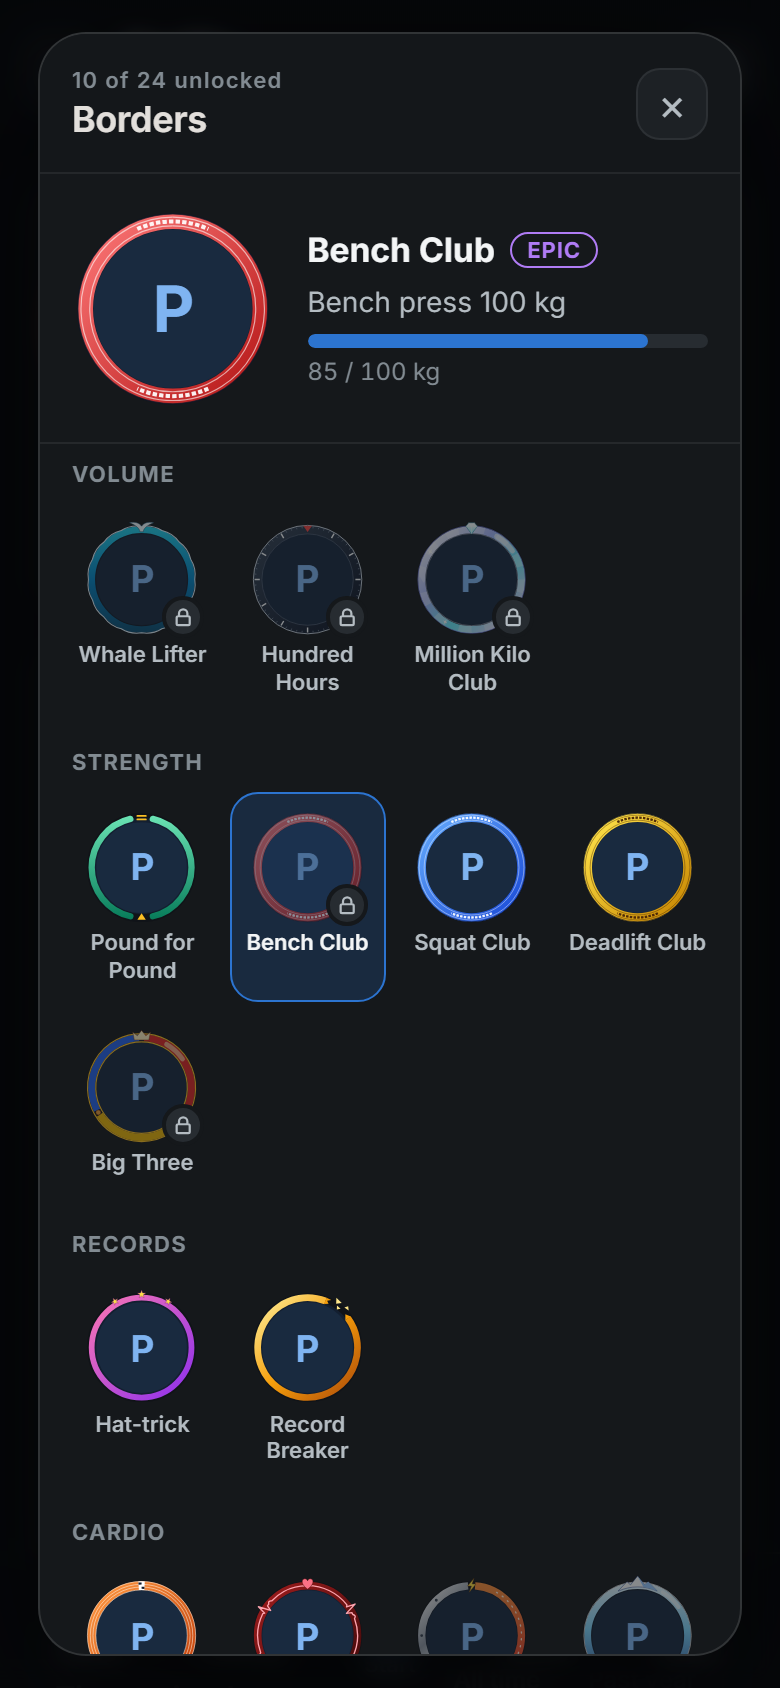 10 of 24 unlocked
Borders
P
Bench Club EPIC
Bench press 100 kg
85 / 100 kg
VOLUME
P P P
Whale Lifter
Hundred
Hours
Million Kilo
Club
STRENGTH
P P P P
Pound for
Pound
Bench Club
Squat Club
Deadlift Club
P
Big Three
RECORDS
P P
Hat-trick
Record
Breaker
CARDIO
P P P P